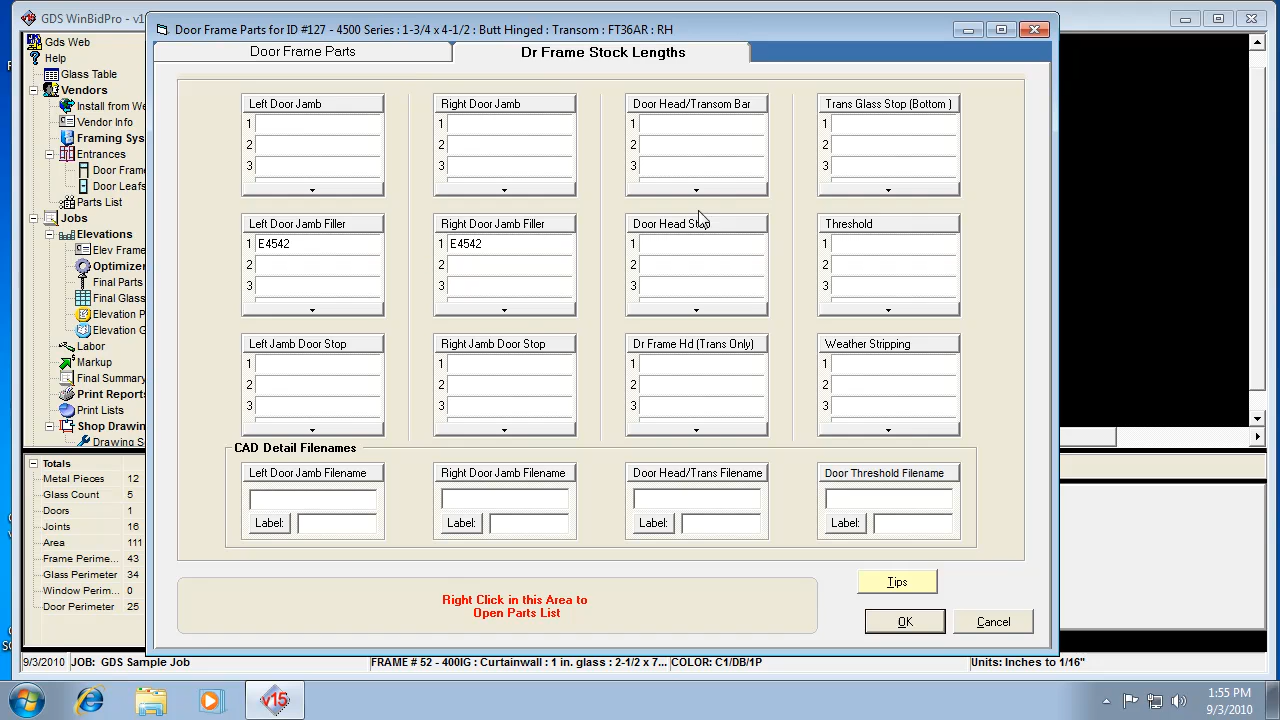 GDS WinBidPro - v1
Door Frame Parts for ID #127 - 4500 Series : 1-3/4 x 4-1/2 : Butt Hinged : Transom : FT36AR : RH
Door Frame Parts
Dr Frame Stock Lengths
Gds Web
Help
Glass Table
Vendors
Install from We
Vendor Info
Framing Sys
Entrances
Door Frame
Door Leafs
Parts List
Jobs
Elevations
Elev Frame
Optimizer
Final Parts
Final Glass
Elevation P
Elevation G
Labor
Markup
Final Summary
Print Reports
Print Lists
Shop Drawin
Drawing S
Totals
Metal Pieces 12
Glass Count 5
Doors 1
Joints 16
Area 111
Frame Perime... 43
Glass Perimeter 34
Window Perim... 0
Door Perimeter 25
Left Door Jamb
1
2
3
Right Door Jamb
1
2
3
Door Head/Transom Bar
1
2
3
Trans Glass Stop (Bottom )
1
2
3
Left Door Jamb Filler
1 E4542
2
3
Right Door Jamb Filler
1 E4542
2
3
Door Head Stop
1
2
3
Threshold
1
2
3
Left Jamb Door Stop
1
2
3
Right Jamb Door Stop
1
2
3
Dr Frame Hd (Trans Only)
1
2
3
Weather Stripping
1
2
3
CAD Detail Filenames
Left Door Jamb Filename
Label:
Right Door Jamb Filename
Label:
Door Head/Trans Filename
Label:
Door Threshold Filename
Label:
Right Click in this Area to
Open Parts List
Tips
OK
Cancel
9/3/2010
JOB: GDS Sample Job
FRAME # 52 - 400IG : Curtainwall : 1 in. glass : 2-1/2 x 7...
COLOR: C1/DB/1P
Units: Inches to 1/16"
v15
1:55 PM
9/3/2010